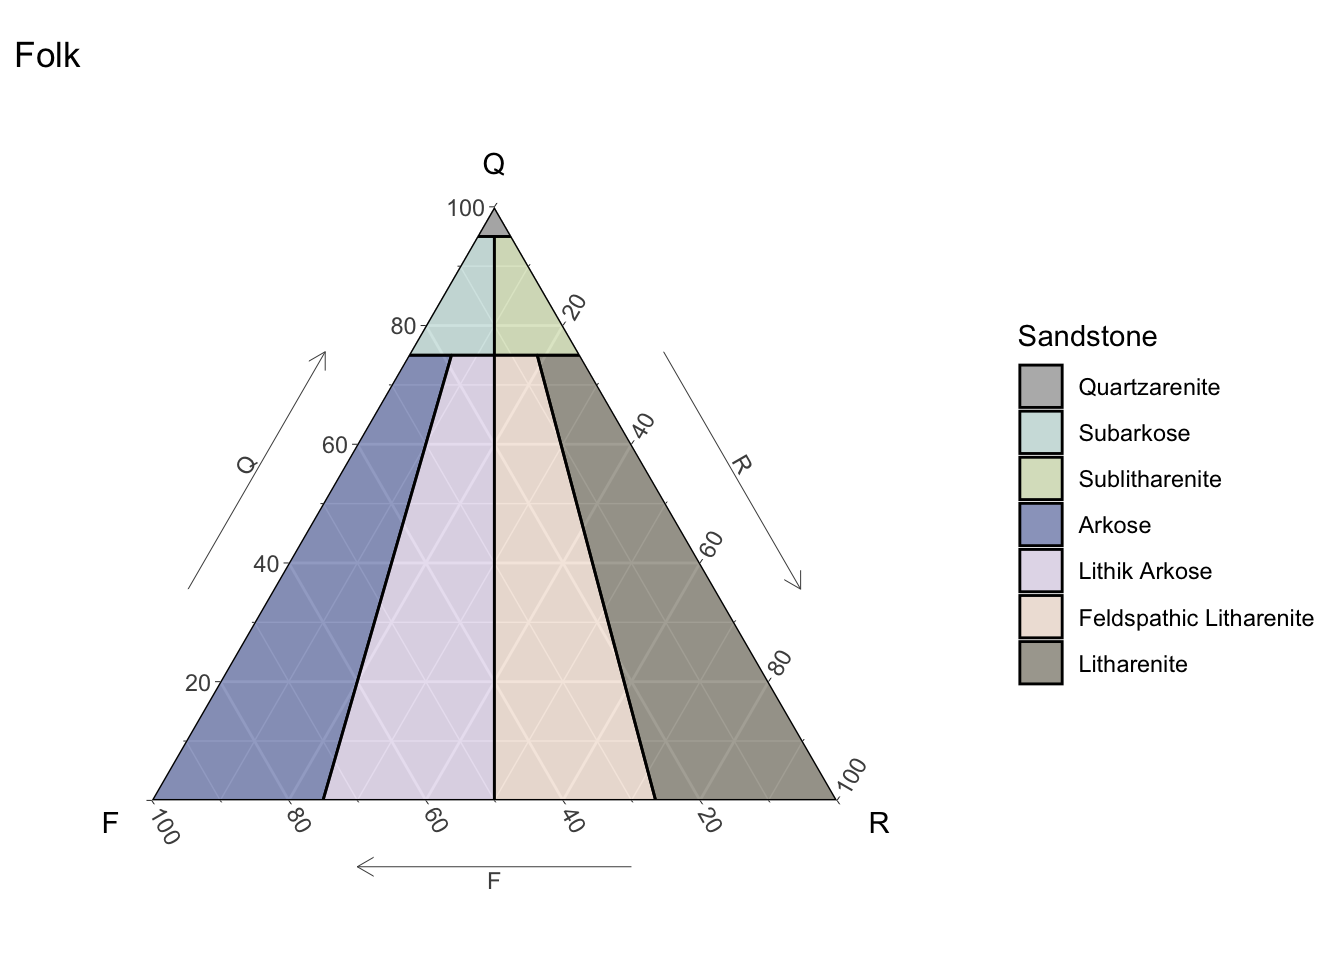 Folk
Q
100
80
60
40
20
20
40
60
80
100
Q
R
F
R
100
80
60
40
20
F
Sandstone
Quartzarenite
Subarkose
Sublitharenite
Arkose
Lithik Arkose
Feldspathic Litharenite
Litharenite